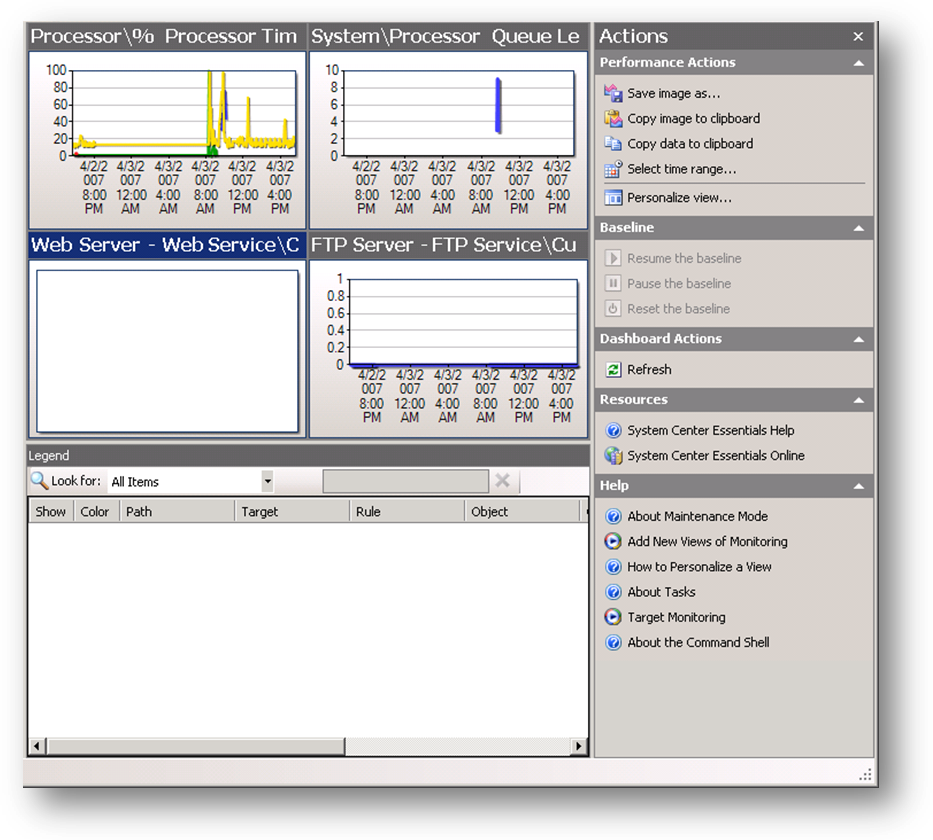 Processor\% Processor Tim
100
80
60
40
20
0
4/2/2 4/3/2 4/3/2 4/3/2 4/3/2 4/3/2
007 007 007 007 007 007
8:00 12:00 4:00 8:00 12:00 4:00
PM AM AM AM PM PM
System\Processor Queue Le
10
8
6
4
2
0
4/2/2 4/3/2 4/3/2 4/3/2 4/3/2 4/3/2
007 007 007 007 007 007
8:00 12:00 4:00 8:00 12:00 4:00
PM AM AM AM PM PM
Web Server - Web Service\C
FTP Server - FTP Service\Cu
1
0.8
0.6
0.4
0.2
0
4/2/2 4/3/2 4/3/2 4/3/2 4/3/2 4/3/2
007 007 007 007 007 007
8:00 12:00 4:00 8:00 12:00 4:00
PM AM AM AM PM PM
Legend
Look for: All Items
Show Color Path Target Rule Object
Actions
Performance Actions
Save image as...
Copy image to clipboard
Copy data to clipboard
Select time range...
Personalize view...
Baseline
Resume the baseline
Pause the baseline
Reset the baseline
Dashboard Actions
Refresh
Resources
System Center Essentials Help
System Center Essentials Online
Help
About Maintenance Mode
Add New Views of Monitoring
How to Personalize a View
About Tasks
Target Monitoring
About the Command Shell